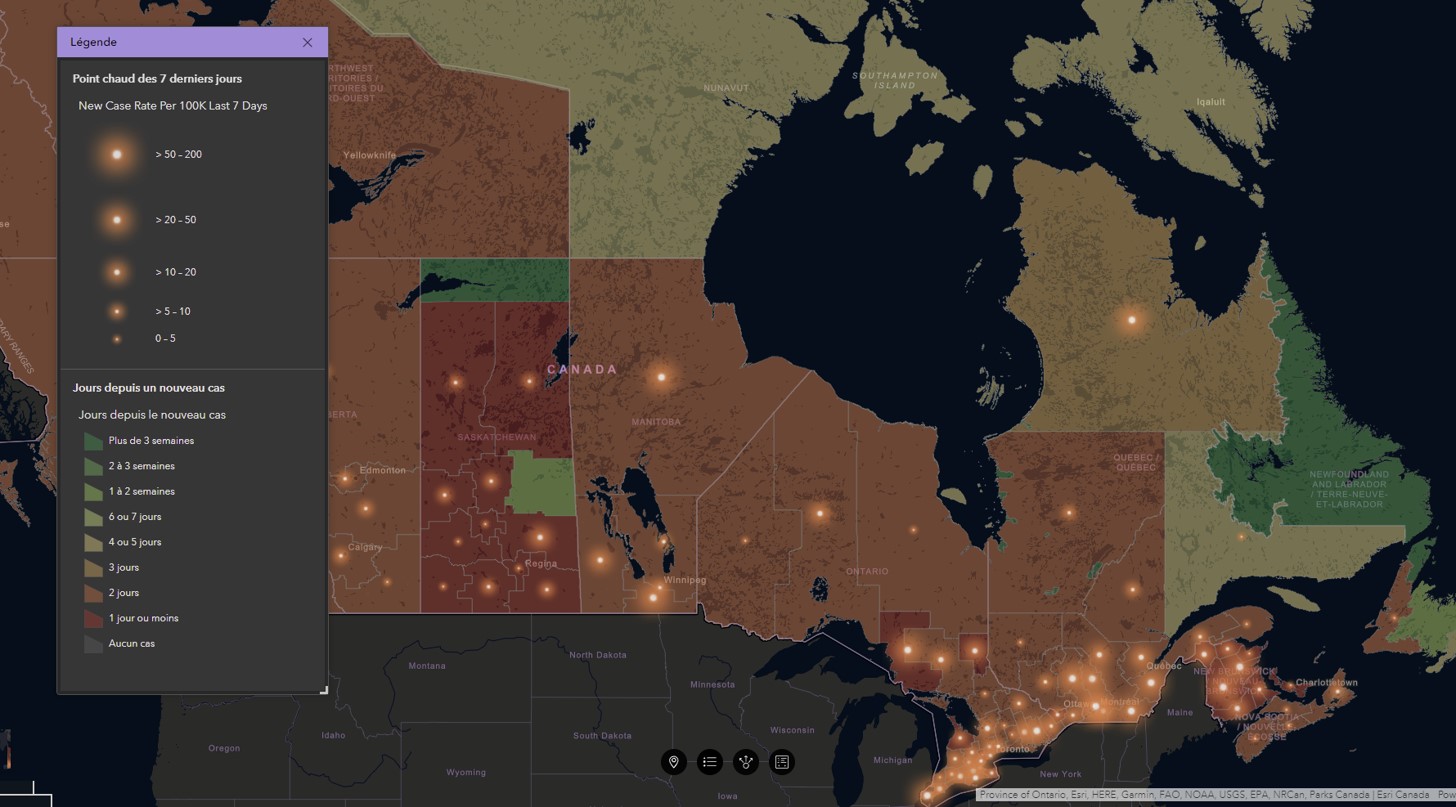 Légende
Point chaud des 7 derniers jours
New Case Rate Per 100K Last 7 Days
> 50 – 200
> 20 – 50
> 10 – 20
> 5 – 10
0 – 5
Jours depuis un nouveau cas
Jours depuis le nouveau cas
Plus de 3 semaines
2 à 3 semaines
1 à 2 semaines
6 ou 7 jours
4 ou 5 jours
3 jours
2 jours
1 jour ou moins
Aucun cas
SOUTHAMPTON
ISLAND
NUNAVUT
Iqaluit
RTHWEST
RITORIES /
ITOIRES DU
RD-OUEST
Yellowknife
CANADA
BERTA
SASKATCHEWAN
MANITOBA
Edmonton
Calgary
Regina
Winnipeg
ONTARIO
QUEBEC /
QUÉBEC
NEWFOUNDLAND
AND LABRADOR
/ TERRE-NEUVE-
ET-LABRADOR
Québec
NEW BRUNSWICK
Charlottetown
NOVA SCOTIA
/ NOUVELLE-
ÉCOSSE
Ottawa
Montréal
Toronto
Montana
North Dakota
Minnesota
South Dakota
Wisconsin
Michigan
Maine
New York
Oregon
Idaho
Wyoming
Iowa
Province of Ontario, Esri, HERE, Garmin, FAO, NOAA, USGS, EPA, NRCan, Parks Canada | Esri Canada Pow